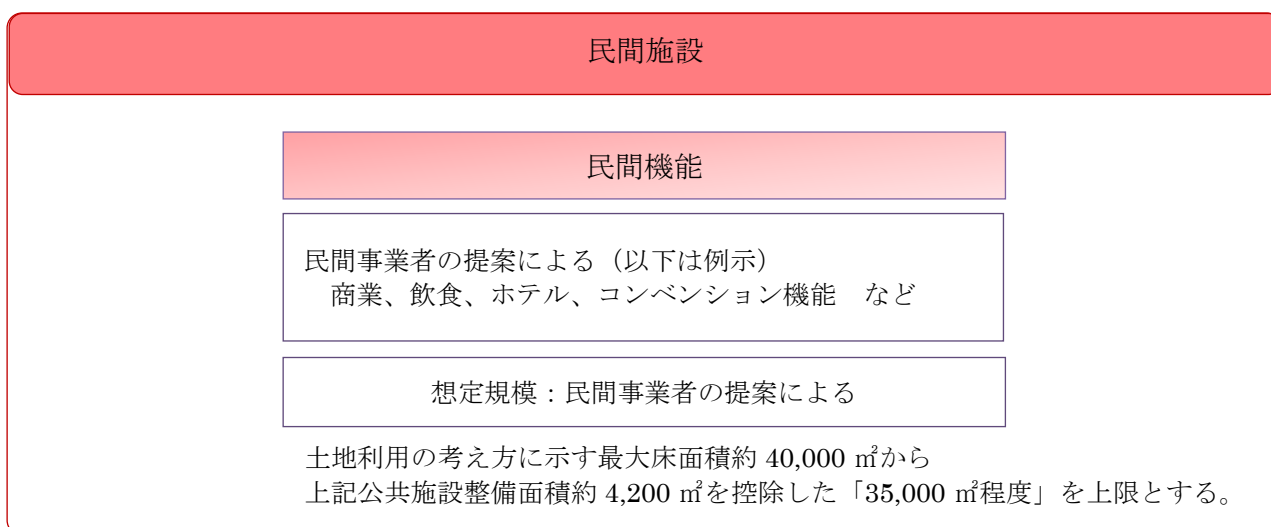 民間施設
民間機能
民間事業者の提案による（以下は例示）
商業、飲食、ホテル、コンベンション機能　など
想定規模：民間事業者の提案による
土地利用の考え方に示す最大床面積約 40,000 ㎡から
上記公共施設整備面積約 4,200 ㎡を控除した「35,000 ㎡程度」を上限とする。